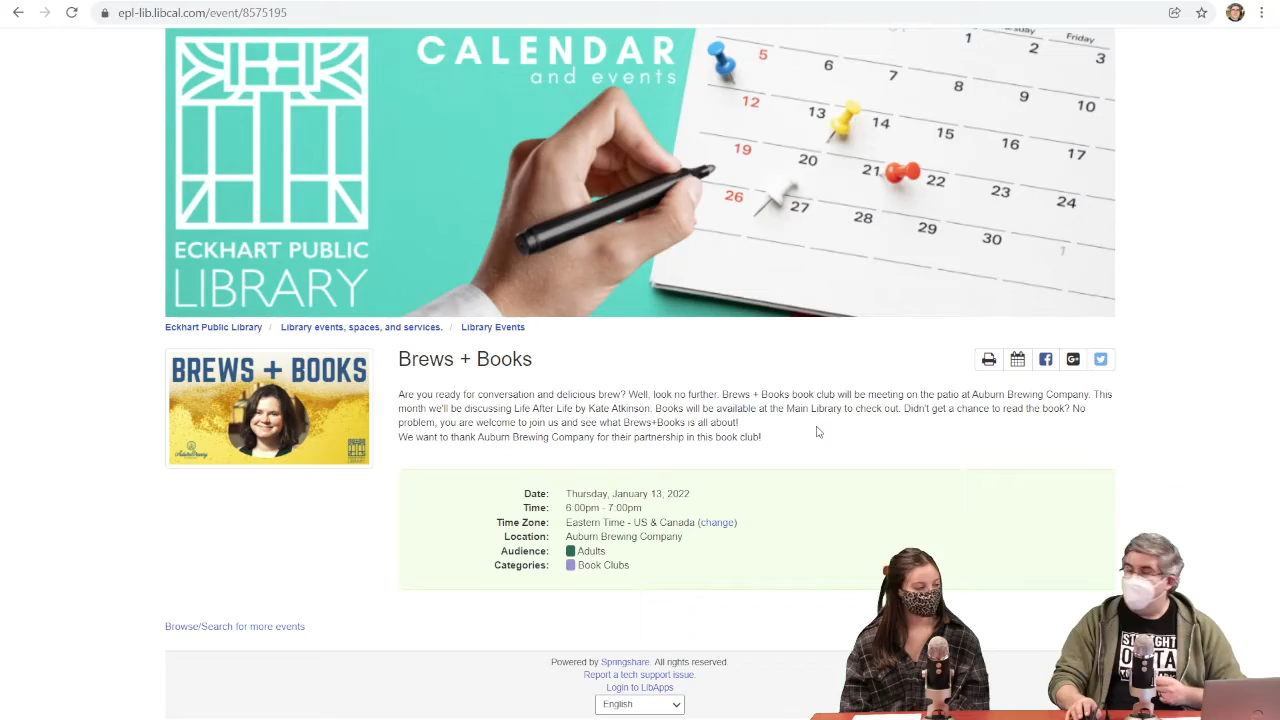 epl-lib.libcal.com/event/8575195
CALENDAR
and events
Friday
1 2 3
5 6 7 8 9 10
12 13 14 15 16 17
19 20 21 22 23 24
26 27 28 29 30 1
ECKHART PUBLIC
LIBRARY
Eckhart Public Library / Library events, spaces, and services. / Library Events
BREWS + BOOKS
Brews + Books
Are you ready for conversation and delicious brew? Well, look no further. Brews + Books book club will be meeting on the patio at Auburn Brewing Company. This
month we'll be discussing Life After Life by Kate Atkinson. Books will be available at the Main Library to check out. Didn't get a chance to read the book? No
problem, you are welcome to join us and see what Brews+Books is all about!
We want to thank Auburn Brewing Company for their partnership in this book club!
Date: Thursday, January 13, 2022
Time: 6:00pm - 7:00pm
Time Zone: Eastern Time - US & Canada (change)
Location: Auburn Brewing Company
Audience: Adults
Categories: Book Clubs
Browse/Search for more events
Powered by Springshare. All rights reserved.
Report a tech support issue.
Login to LibApps
English
STRAIGHT